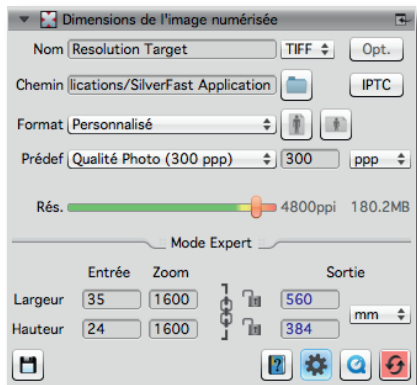 Dimensions de l'image numérisée
Nom Resolution Target TIFF Opt.
Chemin lications/SilverFast Application IPTC
Format Personnalisé
Prédef Qualité Photo (300 ppp) 300 ppp
Rés. 4800ppi 180.2MB
Mode Expert
Entrée Zoom Sortie
Largeur 35 1600 560
mm
Hauteur 24 1600 384
?